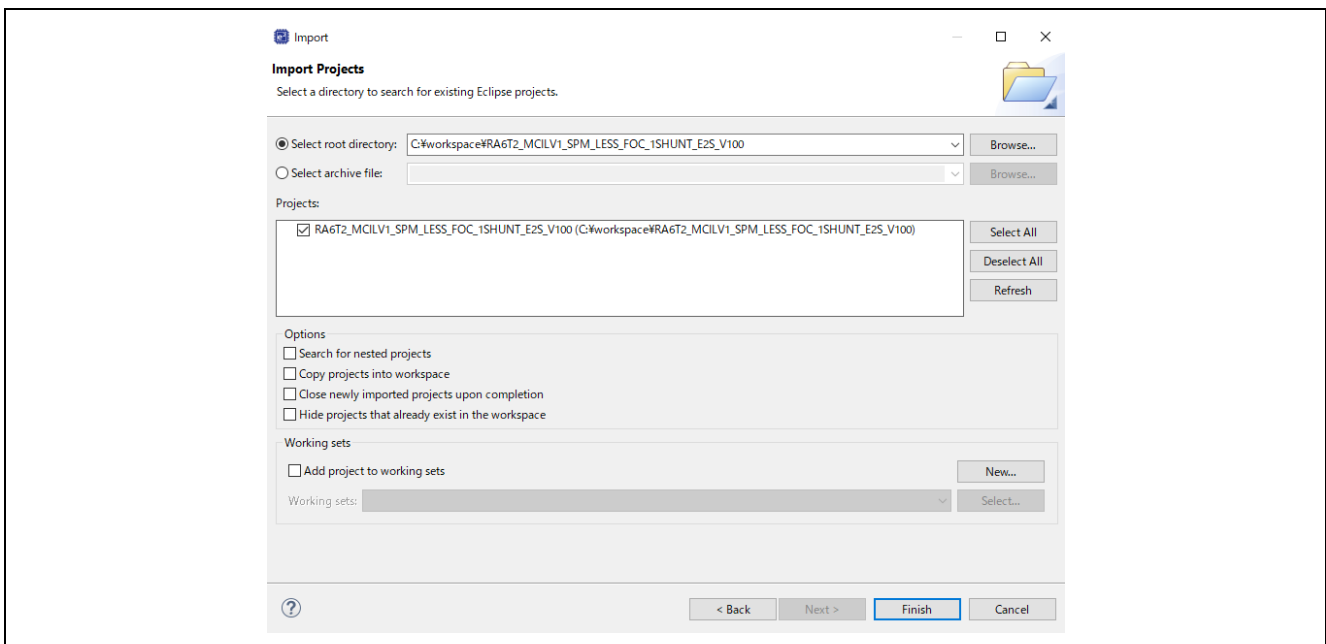 Import
Import Projects
Select a directory to search for existing Eclipse projects.
Select root directory: C:¥workspace¥RA6T2_MCILV1_SPM_LESS_FOC_1SHUNT_E2S_V100 Browse...
Select archive file: Browse...
Projects:
RA6T2_MCILV1_SPM_LESS_FOC_1SHUNT_E2S_V100 (C:¥workspace¥RA6T2_MCILV1_SPM_LESS_FOC_1SHUNT_E2S_V100) Select All
Deselect All
Refresh
Options
Search for nested projects
Copy projects into workspace
Close newly imported projects upon completion
Hide projects that already exist in the workspace
Working sets
Add project to working sets New...
Working sets: Select...
? < Back Next > Finish Cancel